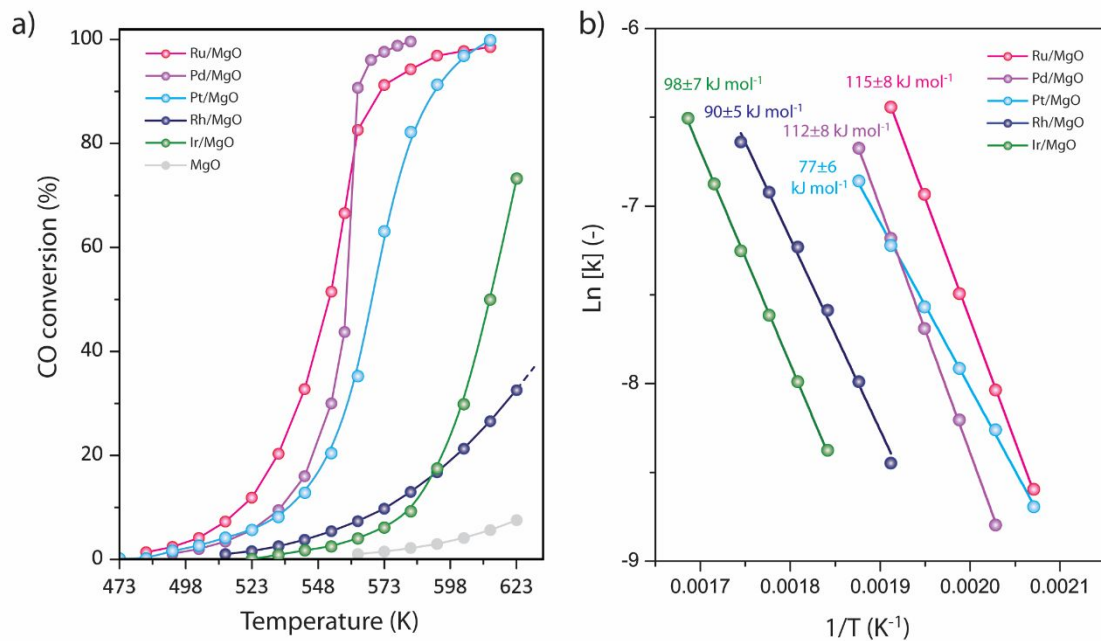 a)
CO conversion (%)
100
80
60
40
20
0
Ru/MgO
Pd/MgO
Pt/MgO
Rh/MgO
Ir/MgO
MgO
473
498
523
548
573
598
623
Temperature (K)
b)
Ln [k] (-)
-6
-7
-8
-9
98±7 kJ mol⁻¹
90±5 kJ mol⁻¹
115±8 kJ mol⁻¹
112±8 kJ mol⁻¹
77±6
kJ mol⁻¹
Ru/MgO
Pd/MgO
Pt/MgO
Rh/MgO
Ir/MgO
0.0017
0.0018
0.0019
0.0020
0.0021
1/T (K⁻¹)